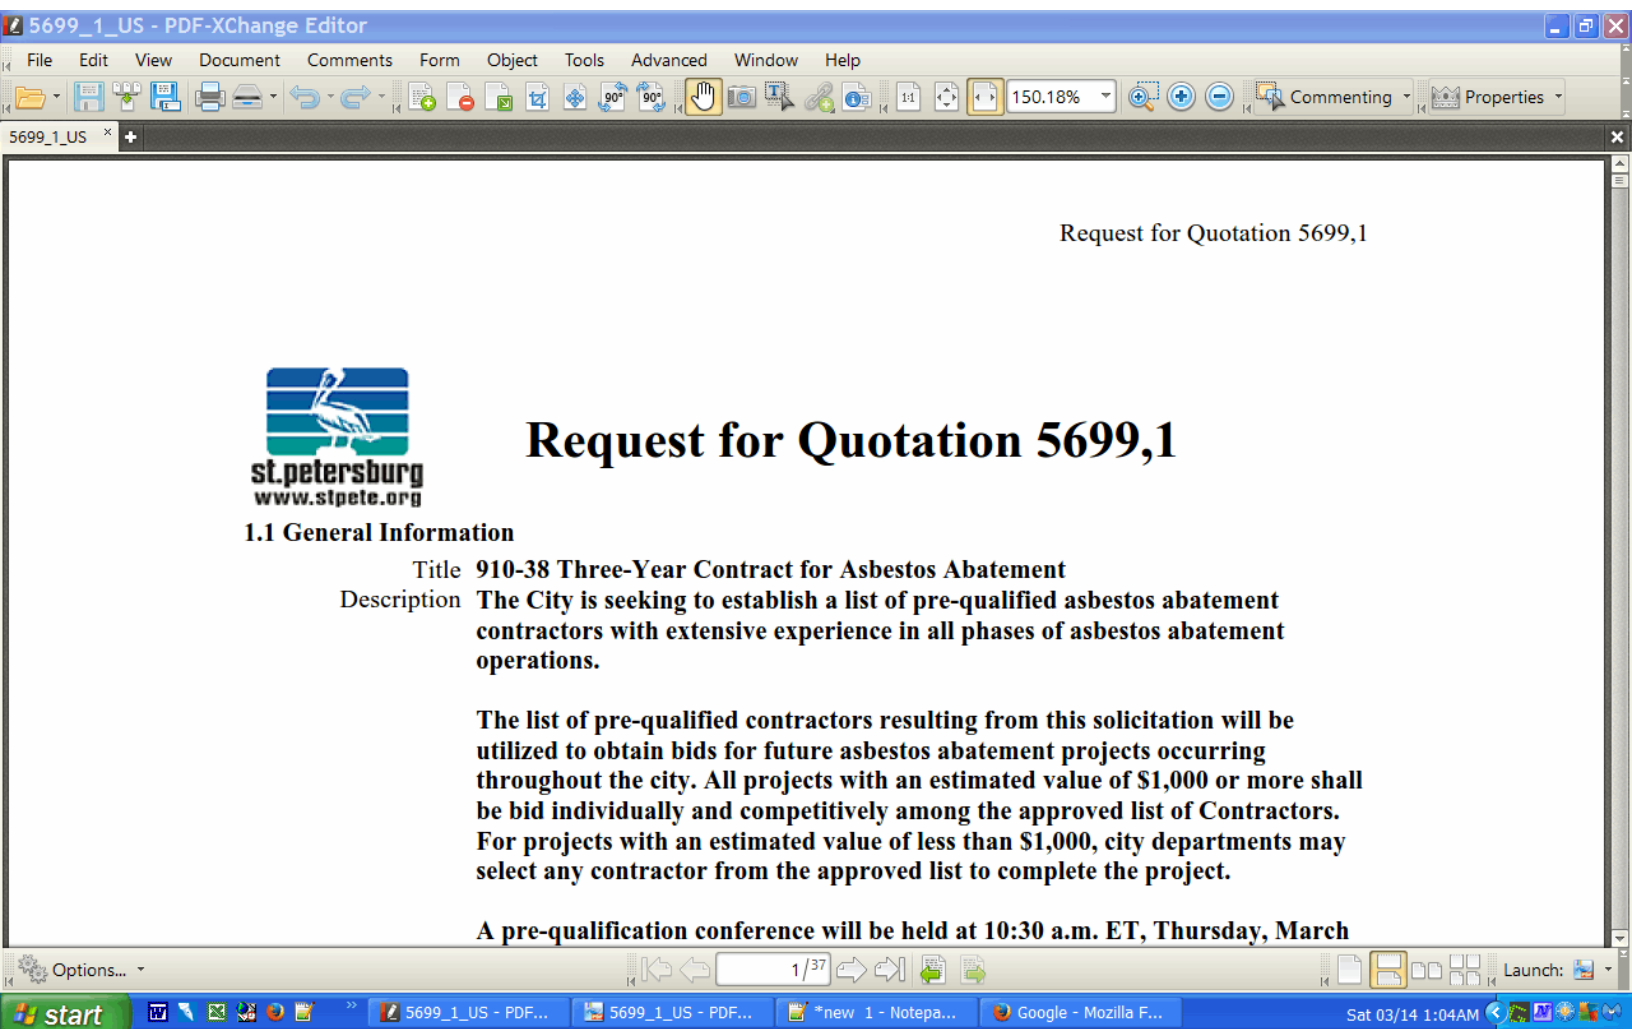 5699_1_US - PDF-XChange Editor
File Edit View Document Comments Form Object Tools Advanced Window Help
90° 90° 1:1 150.18% Commenting Properties
5699_1_US
Request for Quotation 5699,1
st.petersburg
www.stpete.org
Request for Quotation 5699,1
1.1 General Information
Title 910-38 Three-Year Contract for Asbestos Abatement
Description The City is seeking to establish a list of pre-qualified asbestos abatement
contractors with extensive experience in all phases of asbestos abatement
operations.
The list of pre-qualified contractors resulting from this solicitation will be
utilized to obtain bids for future asbestos abatement projects occurring
throughout the city. All projects with an estimated value of $1,000 or more shall
be bid individually and competitively among the approved list of Contractors.
For projects with an estimated value of less than $1,000, city departments may
select any contractor from the approved list to complete the project.
A pre-qualification conference will be held at 10:30 a.m. ET, Thursday, March
Options... 1/37 Launch:
start 5699_1_US - PDF... 5699_1_US - PDF... *new 1 - Notepa... Google - Mozilla F... Sat 03/14 1:04AM